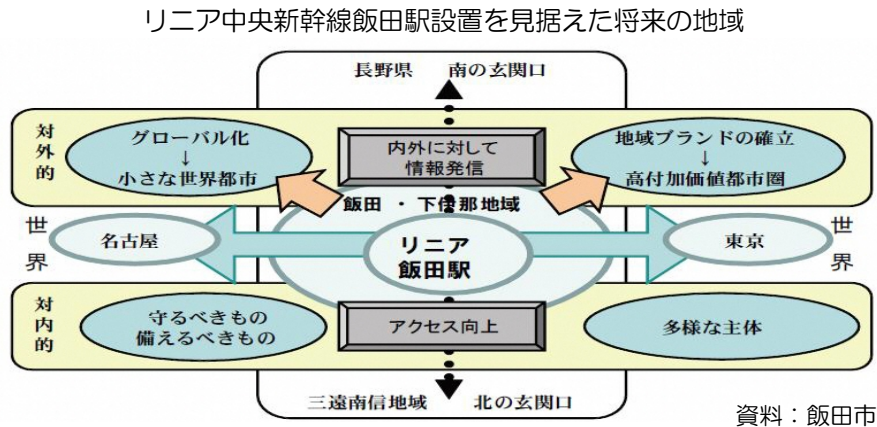 リニア中央新幹線飯田駅設置を見据えた将来の地域
長野県 南の玄関口
対外的
グローバル化
↓
小さな世界都市
内外に対して
情報発信
地域ブランドの確立
↓
高付加価値都市圏
飯田・下伊那地域
世界
名古屋
リニア
飯田駅
東京
世界
対内的
守るべきもの
備えるべきもの
アクセス向上
多様な主体
三遠南信地域 北の玄関口
資料：飯田市